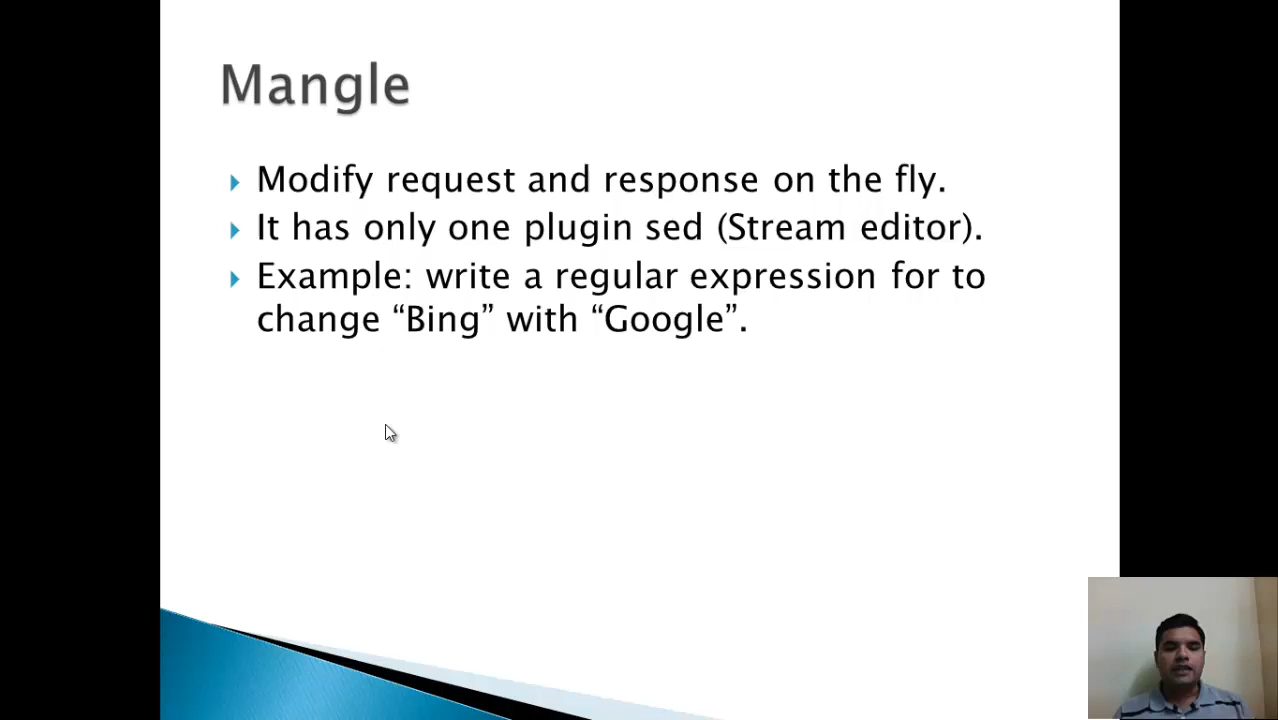 Mangle
Modify request and response on the fly.
It has only one plugin sed (Stream editor).
Example: write a regular expression for to
change “Bing” with “Google”.